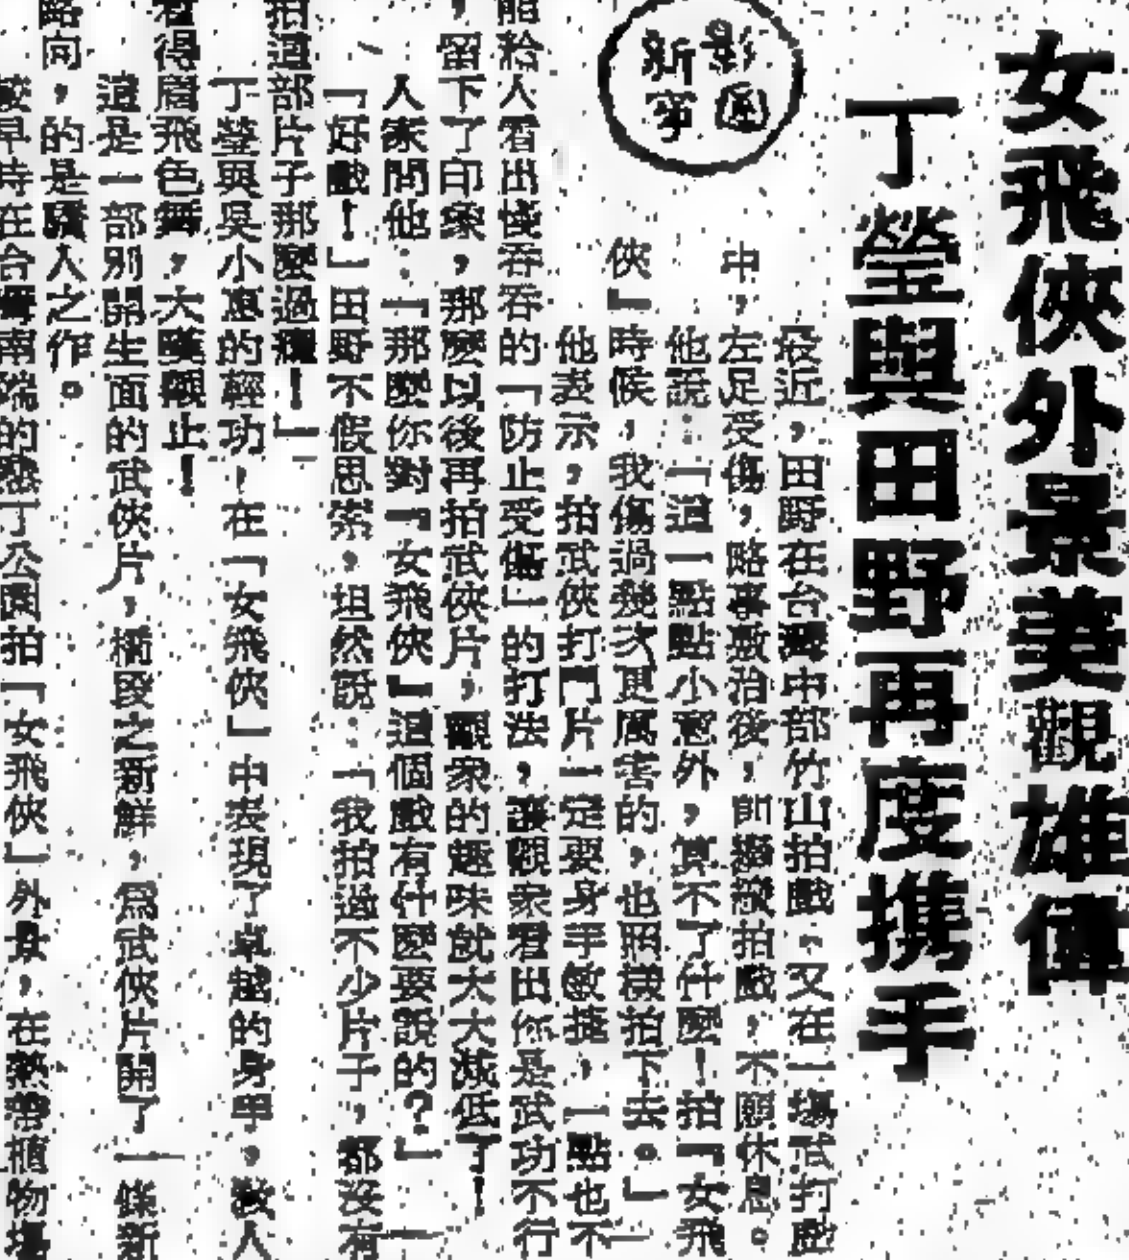 女飛俠外景美觀雄偉
丁瑩與田野再度携手
影圈
新事
最近,田野在台灣中部竹山拍戲。又在一場武打戲
中,左足受傷,略事敷治後,即繼續拍戲,不願休息。
他說:「這一點點小意外,算不了什麼!拍『女飛
俠』時候,我傷過幾次更厲害的,也照樣拍下去。」
他表示,拍武俠打鬥片一定要身手敏捷,一點也不
能給人看出慢吞吞的「防止受傷」的打法,讓觀眾看出你是武功不行
,留下了印象,那麼以後再拍武俠片,觀眾的趣味就大大減低了!
人家問他:「那麼你對『女飛俠』這個戲有什麼要說的?」
「好戲!」田野不假思索,坦然說:「我拍過不少片子,都沒有
拍這部片子那麼過癮!」
丁瑩與吳小惠的輕功,在「女飛俠」中表現了卓越的身手。教人
看得眉飛色舞,大嘆觀止!
這是一部別開生面的武俠片,橋段之新鮮,為武俠片開了一條新
路向,的是驕人之作。
較早時在台灣南端的墾丁公園拍「女飛俠」外景,在熱帶植物場